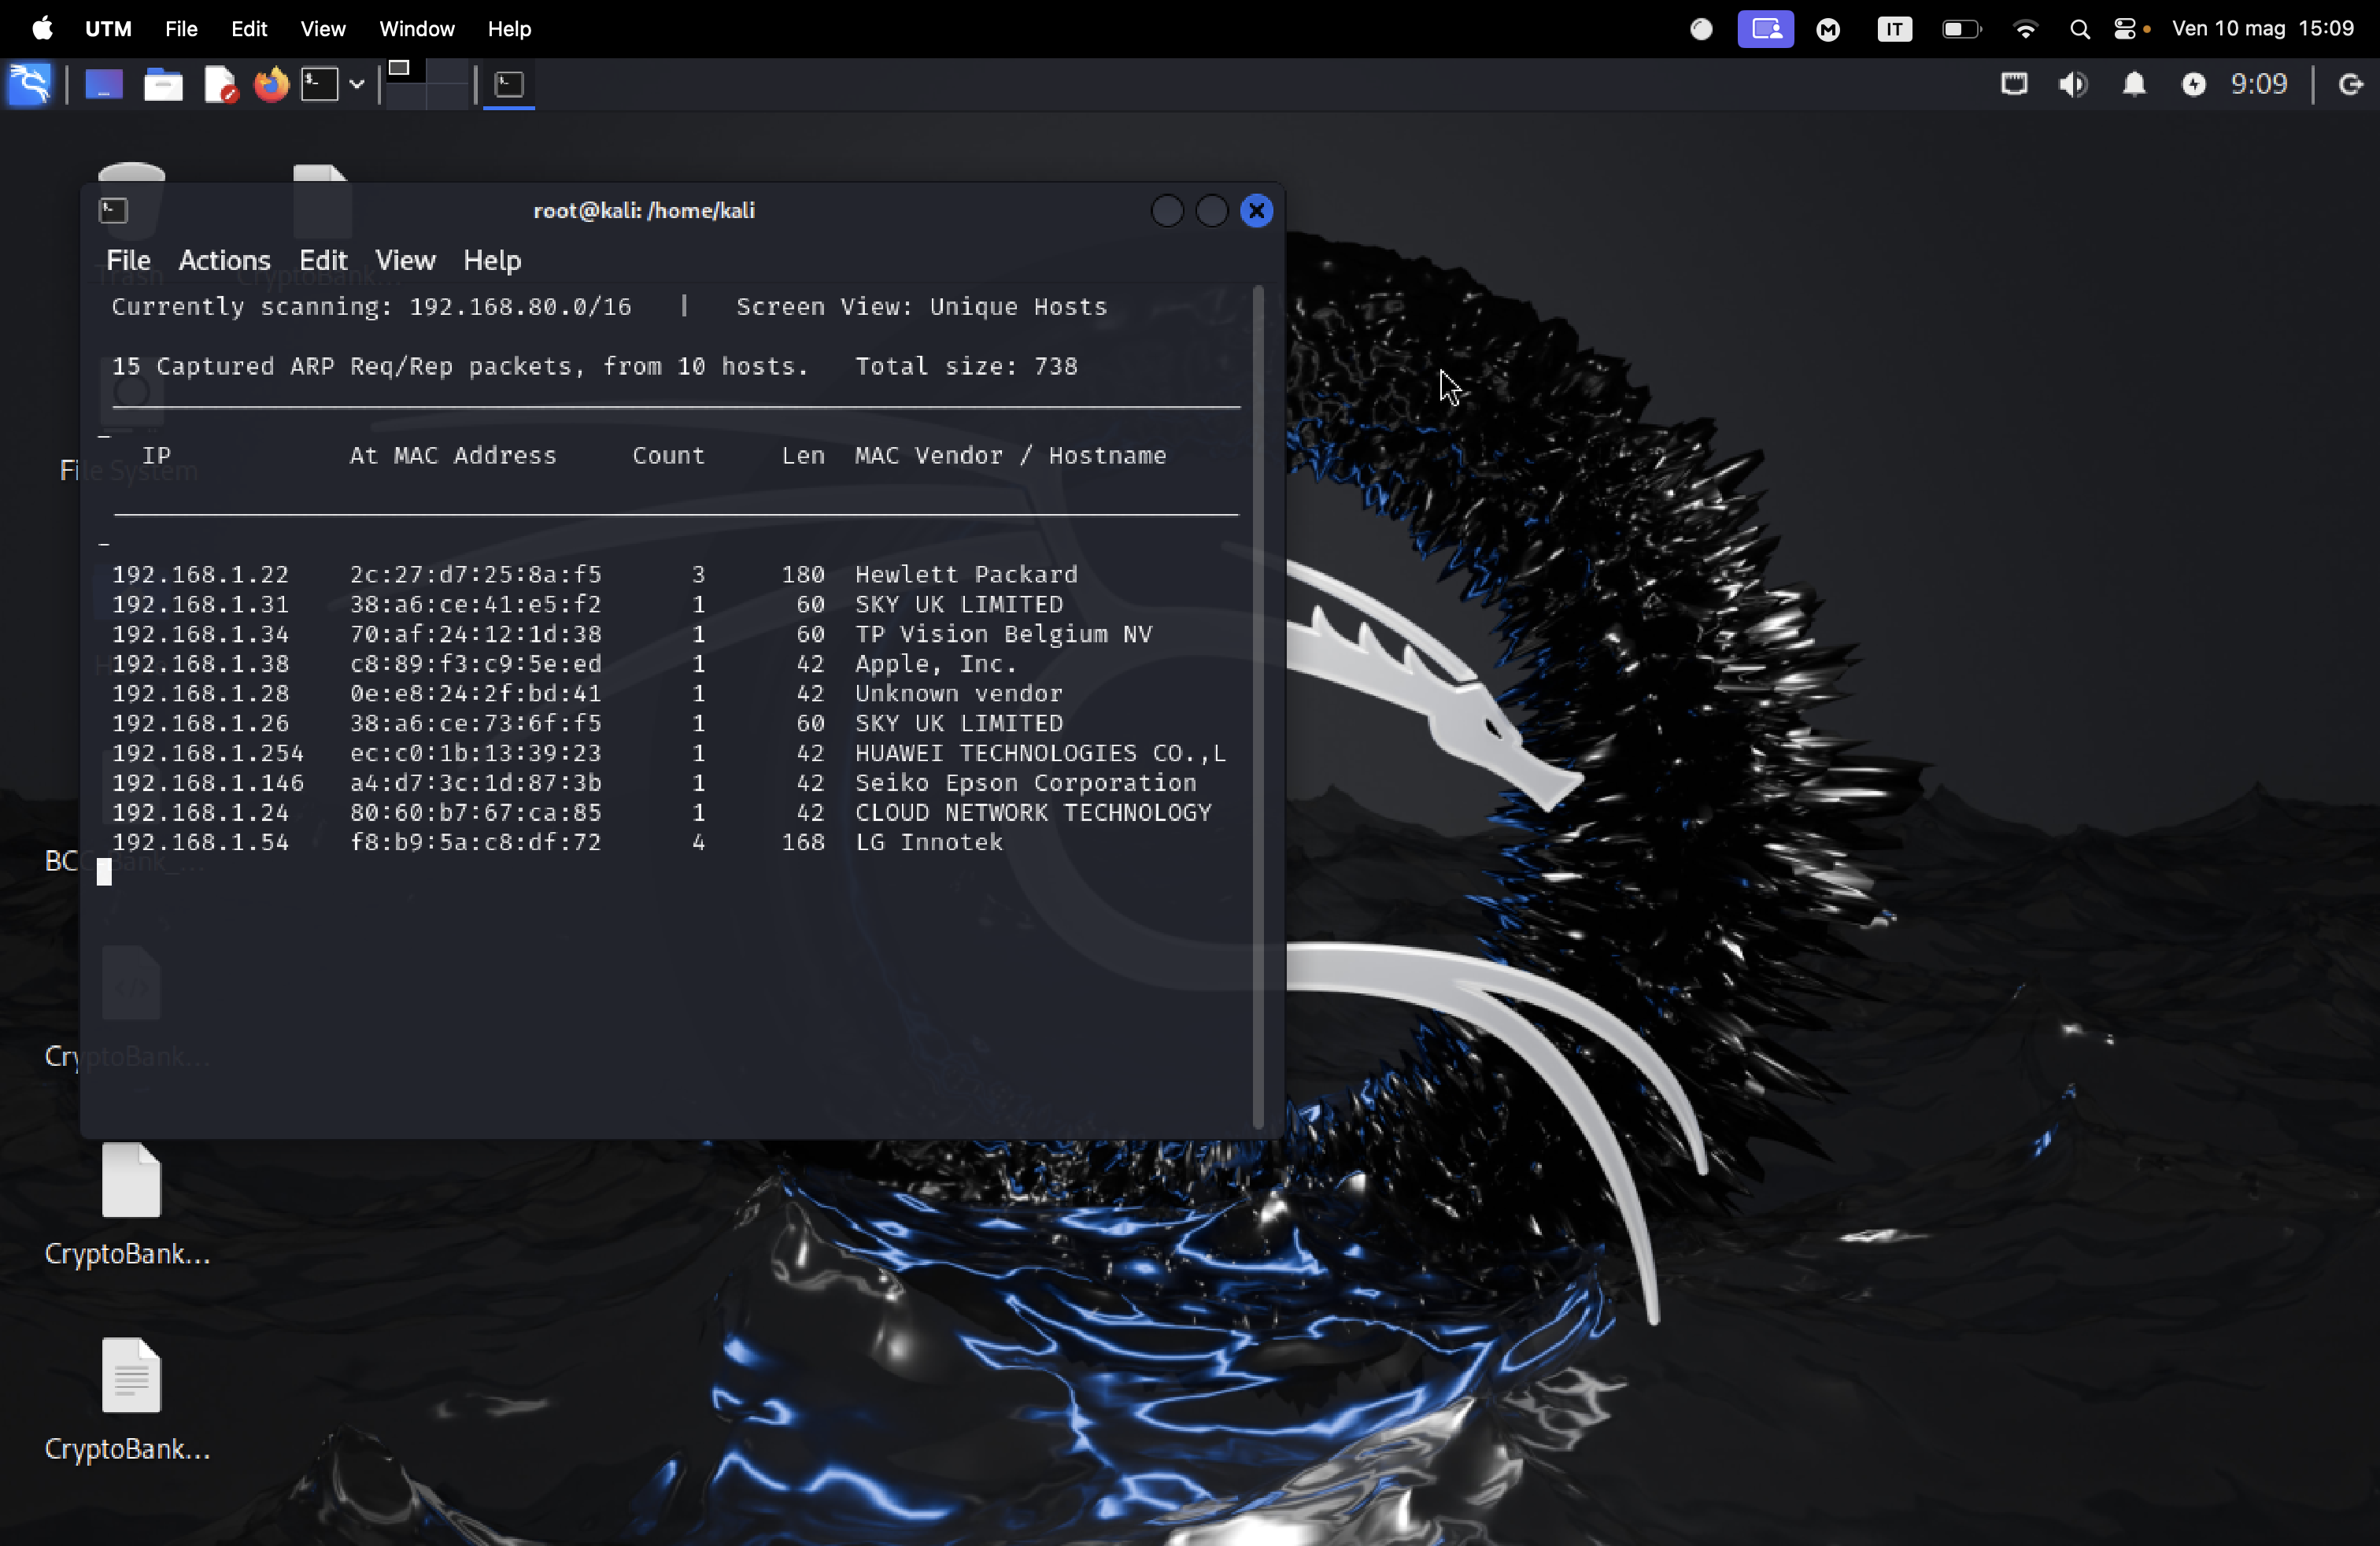 UTM File Edit View Window Help IT Ven 10 mag 15:09
9:09
root@kali: /home/kali
File Actions Edit View Help
Trash CryptoBank...
Currently scanning: 192.168.80.0/16 | Screen View: Unique Hosts
15 Captured ARP Req/Rep packets, from 10 hosts. Total size: 738
IP At MAC Address Count Len MAC Vendor / Hostname
File System
192.168.1.22 2c:27:d7:25:8a:f5 3 180 Hewlett Packard
192.168.1.31 38:a6:ce:41:e5:f2 1 60 SKY UK LIMITED
192.168.1.34 70:af:24:12:1d:38 1 60 TP Vision Belgium NV
192.168.1.38 c8:89:f3:c9:5e:ed 1 42 Apple, Inc.
192.168.1.28 0e:e8:24:2f:bd:41 1 42 Unknown vendor
192.168.1.26 38:a6:ce:73:6f:f5 1 60 SKY UK LIMITED
192.168.1.254 ec:c0:1b:13:39:23 1 42 HUAWEI TECHNOLOGIES CO.,L
192.168.1.146 a4:d7:3c:1d:87:3b 1 42 Seiko Epson Corporation
192.168.1.24 80:60:b7:67:ca:85 1 42 CLOUD NETWORK TECHNOLOGY
192.168.1.54 f8:b9:5a:c8:df:72 4 168 LG Innotek
CryptoBank...
CryptoBank...
CryptoBank...